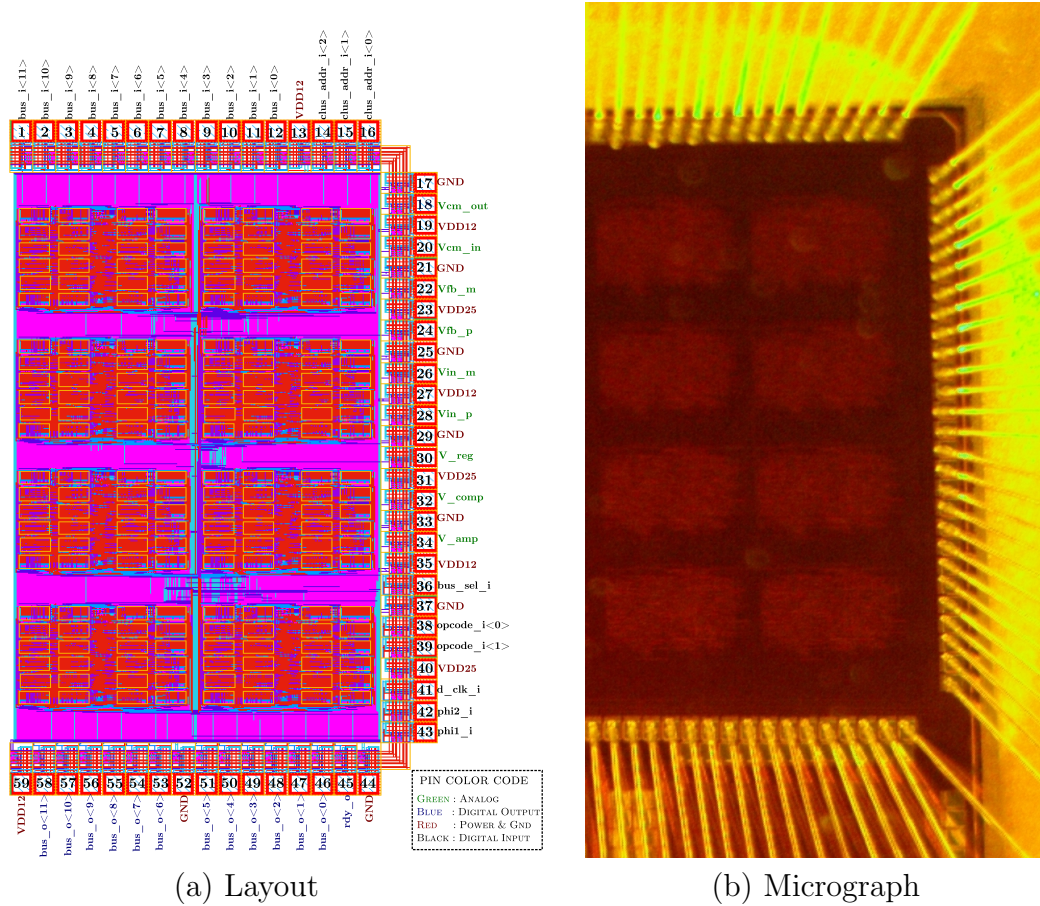 bus_i<11>
bus_i<10>
bus_i<9>
bus_i<8>
bus_i<7>
bus_i<6>
bus_i<5>
bus_i<4>
bus_i<3>
bus_i<2>
bus_i<1>
bus_i<0>
VDD12
clus_addr_i<2>
clus_addr_i<1>
clus_addr_i<0>
1 2 3 4 5 6 7 8 9 10 11 12 13 14 15 16
17 GND
18 Vcm_out
19 VDD12
20 Vcm_in
21 GND
22 Vfb_m
23 VDD25
24 Vfb_p
25 GND
26 Vin_m
27 VDD12
28 Vin_p
29 GND
30 V_reg
31 VDD25
32 V_comp
33 GND
34 V_amp
35 VDD12
36 bus_sel_i
37 GND
38 opcode_i<0>
39 opcode_i<1>
40 VDD25
41 d_clk_i
42 phi2_i
43 phi1_i
59 58 57 56 55 54 53 52 51 50 49 48 47 46 45 44
VDD12
bus_o<11>
bus_o<10>
bus_o<9>
bus_o<8>
bus_o<7>
bus_o<6>
GND
bus_o<5>
bus_o<4>
bus_o<3>
bus_o<2>
bus_o<1>
bus_o<0>
rdy_o
GND
PIN COLOR CODE
GREEN : ANALOG
BLUE : DIGITAL OUTPUT
RED : POWER & GND
BLACK : DIGITAL INPUT
(a) Layout
(b) Micrograph